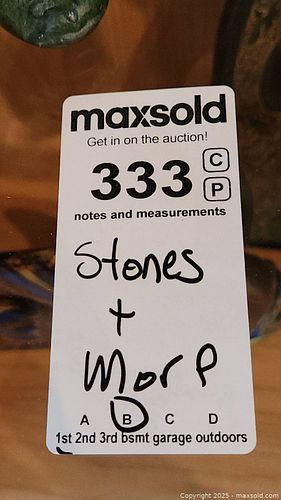 maxsold
Get in on the auction!
333 C
P
notes and measurements
Stones
+
Morp
A B C D
1st 2nd 3rd bsmt garage outdoors
Copyright © 2025 - maxsold.com